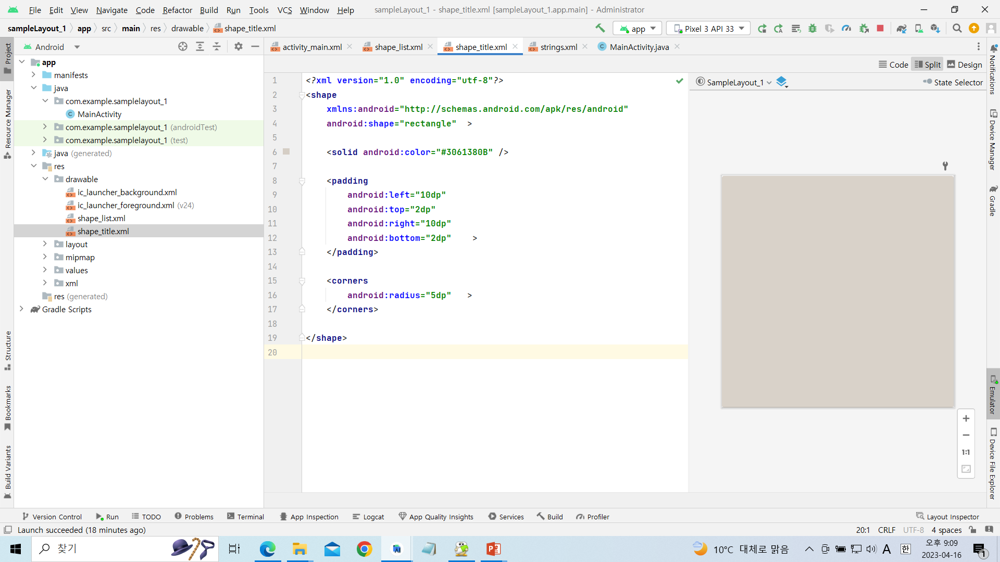 File Edit View Navigate Code Refactor Build Run Tools VCS Window Help sampleLayout_1 - shape_title.xml [sampleLayout_1.app.main] - Administrator
sampleLayout_1 app src main res drawable shape_title.xml
app Pixel 3 API 33
Project
Resource Manager
Structure
Bookmarks
Build Variants
Android
app
manifests
java
com.example.samplelayout_1
MainActivity
com.example.samplelayout_1 (androidTest)
com.example.samplelayout_1 (test)
java (generated)
res
drawable
ic_launcher_background.xml
ic_launcher_foreground.xml (v24)
shape_list.xml
shape_title.xml
layout
mipmap
values
xml
res (generated)
Gradle Scripts
activity_main.xml shape_list.xml shape_title.xml strings.xml MainActivity.java
Code Split Design
1 <?xml version="1.0" encoding="utf-8"?>
2 <shape
3 xmlns:android="http://schemas.android.com/apk/res/android"
4 android:shape="rectangle" >
5
6 <solid android:color="#3061380B" />
7
8 <padding
9 android:left="10dp"
10 android:top="2dp"
11 android:right="10dp"
12 android:bottom="2dp" >
13 </padding>
14
15 <corners
16 android:radius="5dp" >
17 </corners>
18
19 </shape>
20
SampleLayout_1 State Selector
1:1
Notifications
Device Manager
Gradle
Emulator
Device File Explorer
Version Control Run TODO Problems Terminal App Inspection Logcat App Quality Insights Services Build Profiler Layout Inspector
Launch succeeded (18 minutes ago) 20:1 CRLF UTF-8 4 spaces
찾기 10°C 대체로 맑음 A 한 오후 9:09
2023-04-16 1